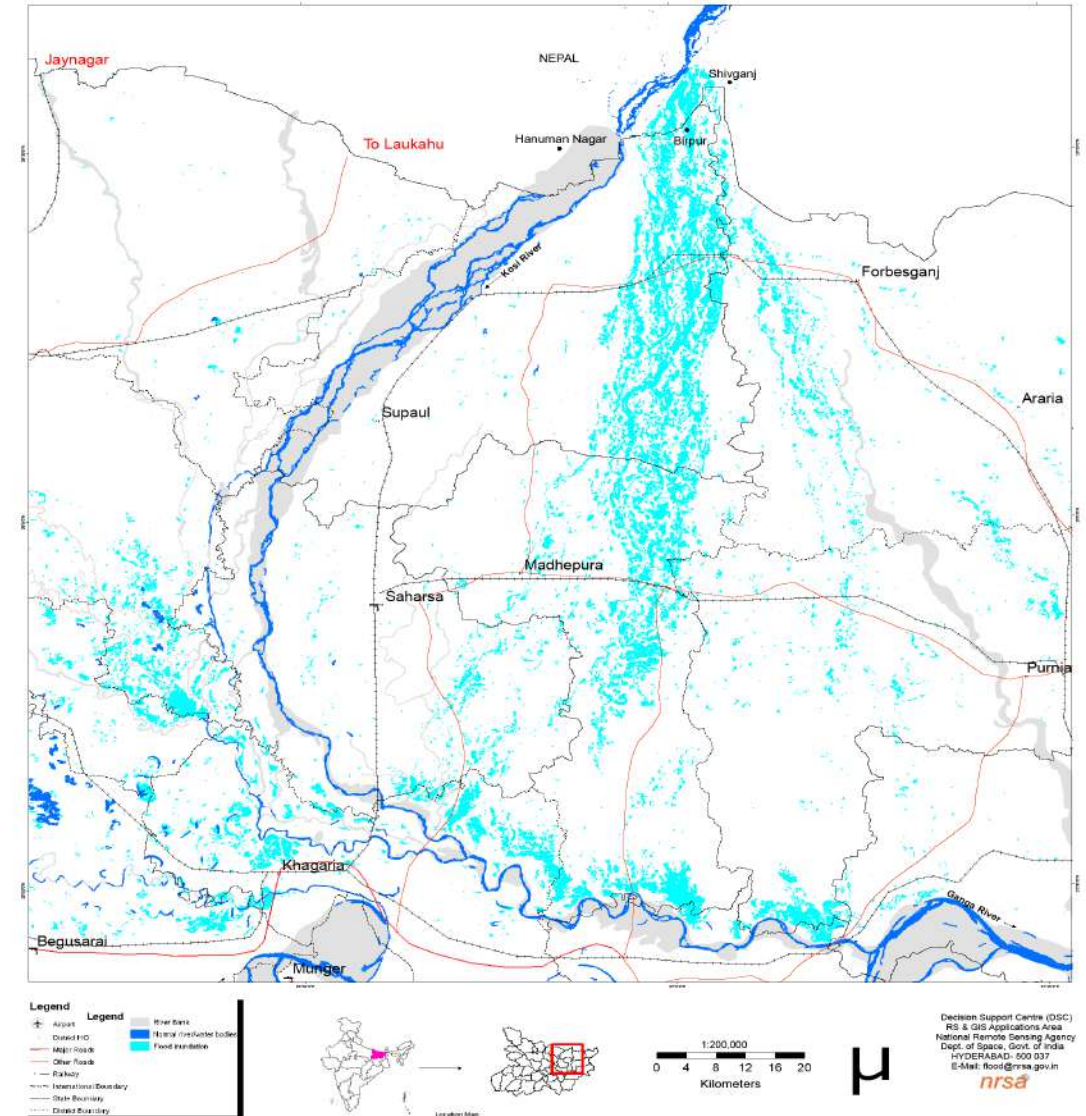 Jaynagar
NEPAL
Shivganj
To Laukahu
Hanuman Nagar
Birpur
Kosi River
Forbesganj
Araria
Supaul
Madhepura
Saharsa
Purnia
Khagaria
Ganga River
Begusarai
Munger
Legend
Legend
Airport
District HQ
Major Roads
Other Roads
Railway
International Boundary
State Boundary
District Boundary
River Bank
Normal river/water bodies
Flood inundation
Location Map
1:200,000
0 4 8 12 16 20
Kilometers
µ
Decision Support Centre (DSC)
RS & GIS Applications Area
National Remote Sensing Agency
Dept. of Space, Govt. of India
HYDERABAD- 500 037
E-Mail: flood@nrsa.gov.in
nrsa